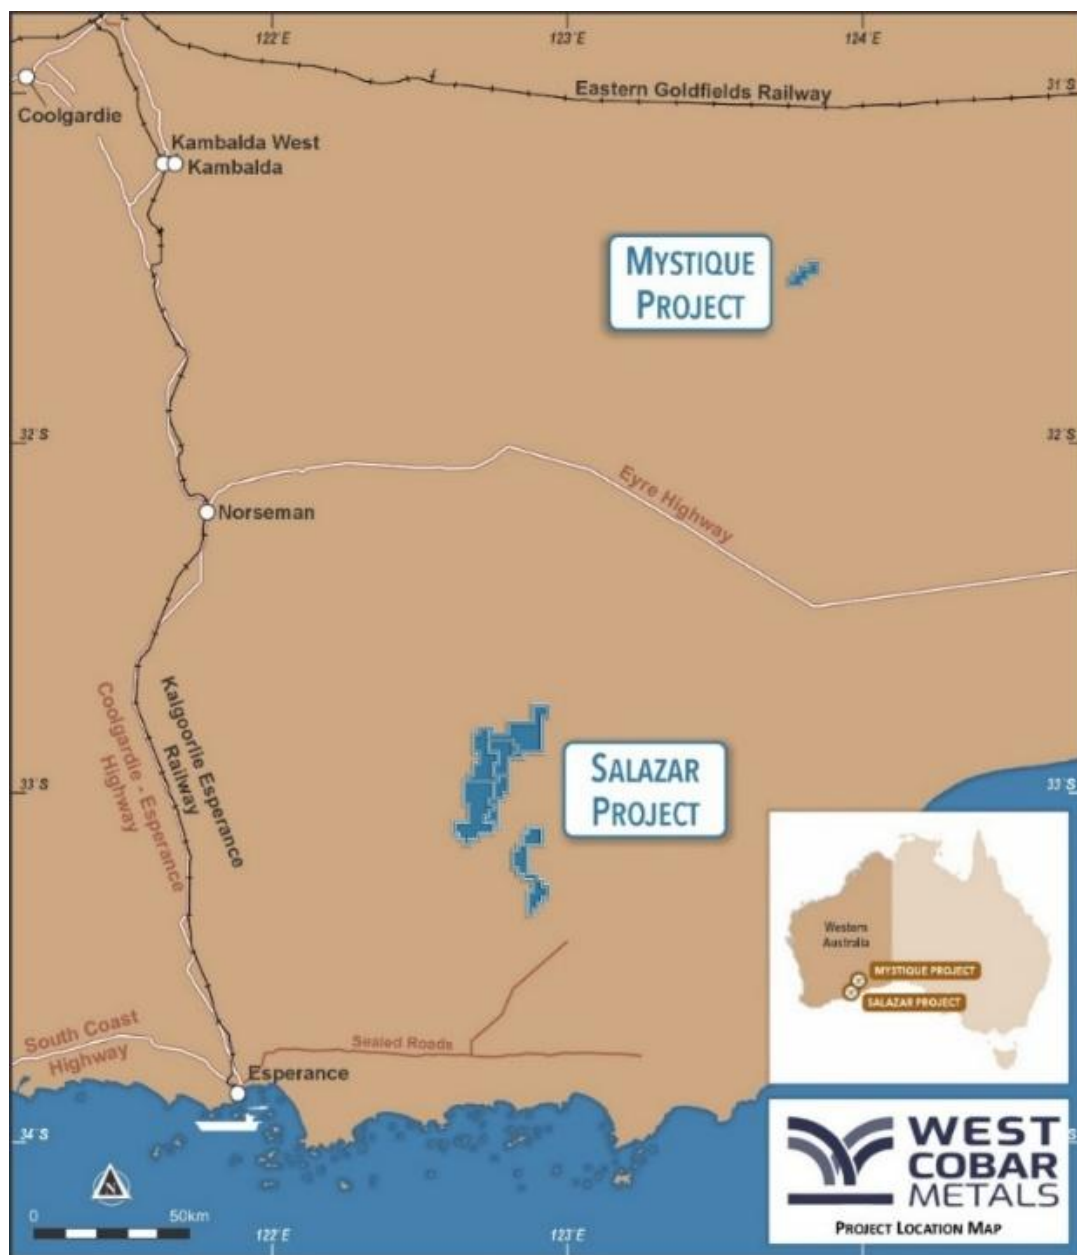 122°E
123°E
124°E
Eastern Goldfields Railway
31°S
Coolgardie
Kambalda West
Kambalda
MYSTIQUE
PROJECT
32°S
32°S
Eyre Highway
Norseman
Coolgardie - Esperance
Highway
Kalgoorlie Esperance
Railway
SALAZAR
PROJECT
33°S
33°S
Western
Australia
MYSTIQUE PROJECT
SALAZAR PROJECT
South Coast
Highway
Sealed Roads
Esperance
34°S
WEST
COBAR
METALS
PROJECT LOCATION MAP
0 50km
122°E
123°E